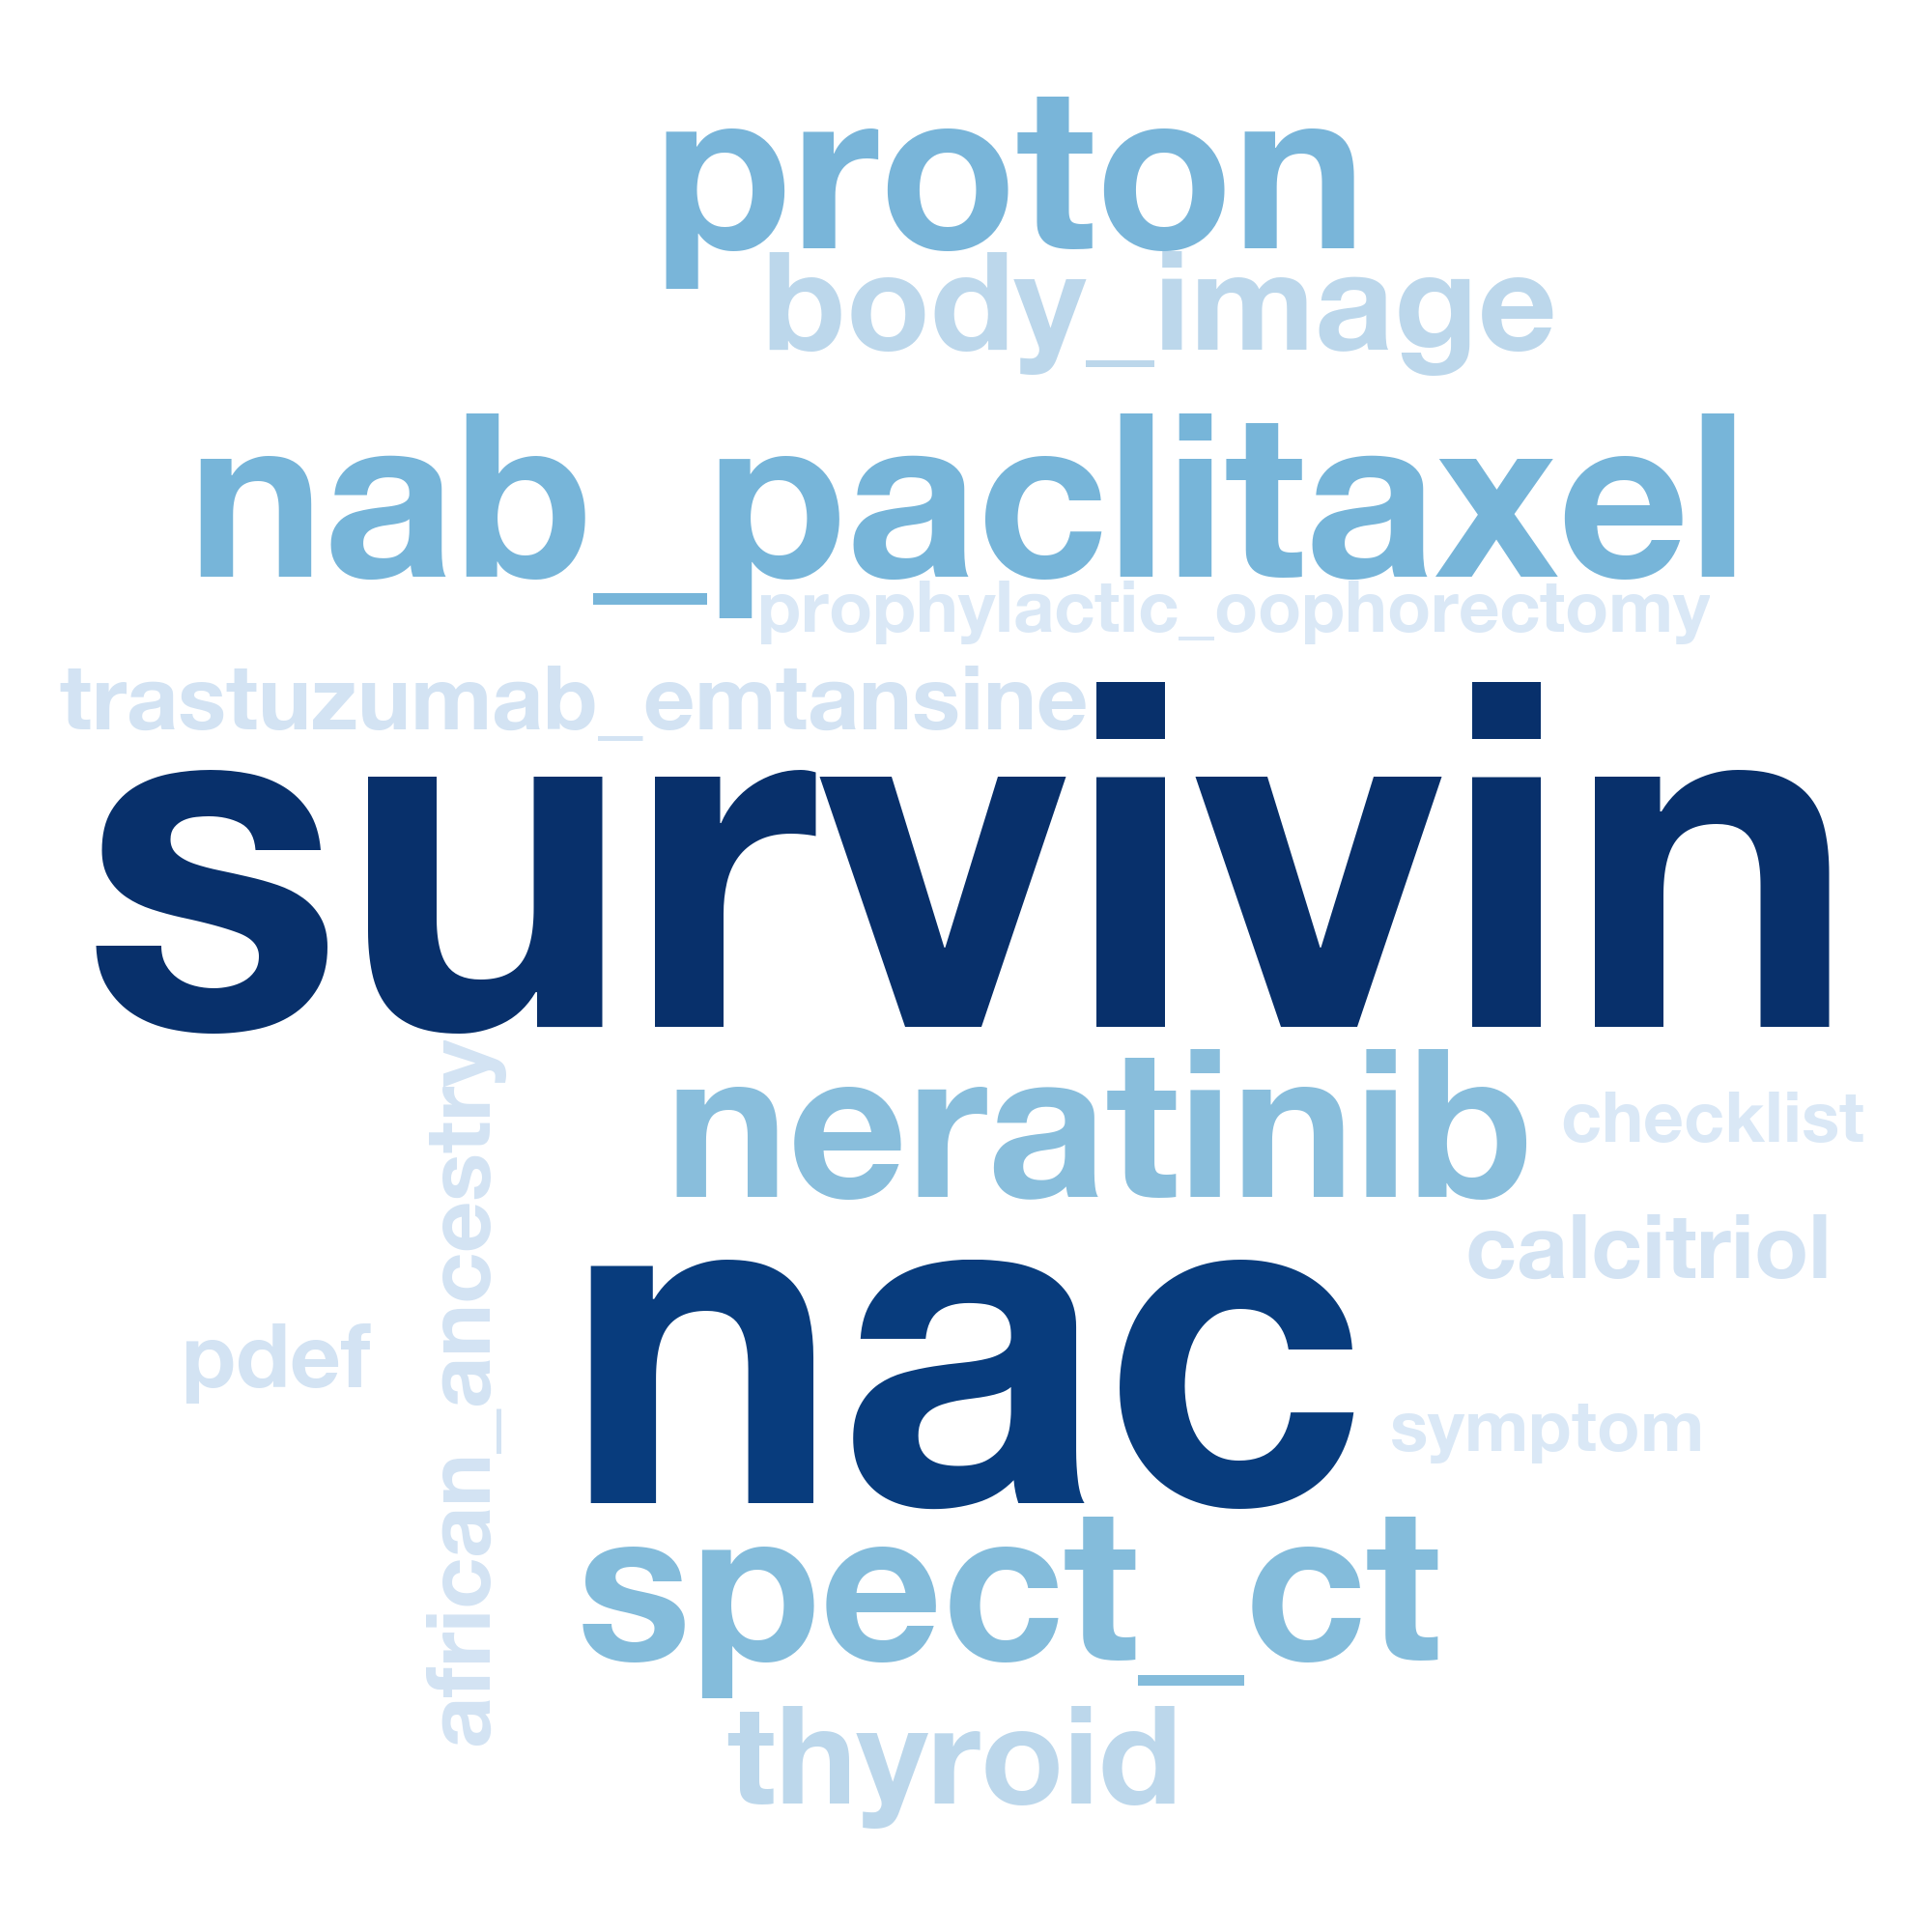 proton
body_image
nab_paclitaxel
prophylactic_oophorectomy
trastuzumab_emtansine
survivin
african_ancestry
neratinib
checklist
calcitriol
nac
pdef
symptom
spect_ct
thyroid